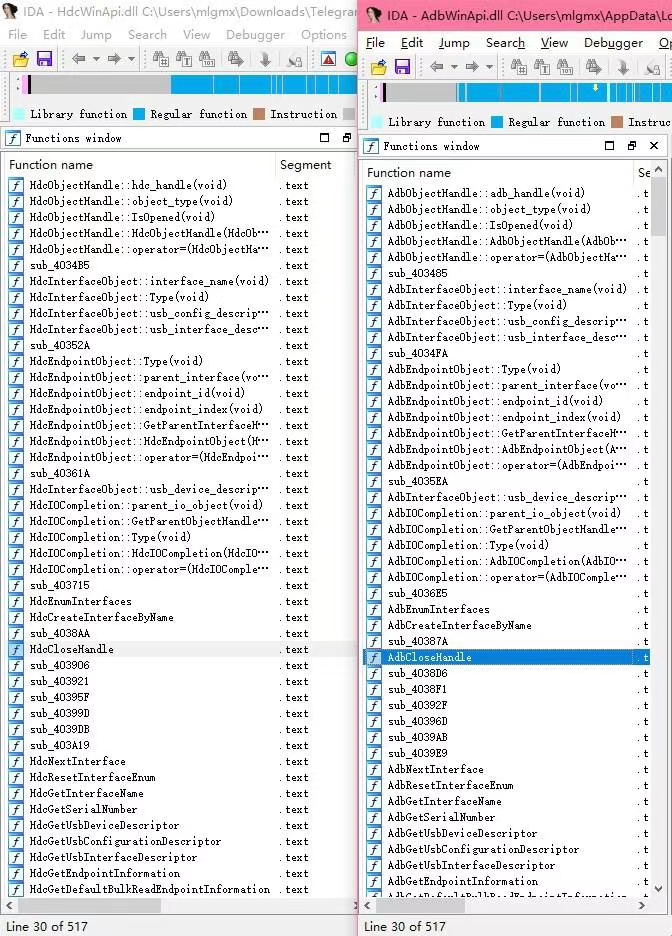 IDA - HdcWinApi.dll C:\Users\mlgmx\Downloads\Telegram
File Edit Jump Search View Debugger Options
Library function Regular function Instruction
Functions window
Function name Segment
HdcObjectHandle::hdc_handle(void) .text
HdcObjectHandle::object_type(void) .text
HdcObjectHandle::IsOpened(void) .text
HdcObjectHandle::HdcObjectHandle(HdcOb… .text
HdcObjectHandle::operator=(HdcObjectHa… .text
sub_4034B5 .text
HdcInterfaceObject::interface_name(void) .text
HdcInterfaceObject::Type(void) .text
HdcInterfaceObject::usb_config_descrip… .text
HdcInterfaceObject::usb_interface_desc… .text
sub_40352A .text
HdcEndpointObject::Type(void) .text
HdcEndpointObject::parent_interface(vo… .text
HdcEndpointObject::endpoint_id(void) .text
HdcEndpointObject::endpoint_index(void) .text
HdcEndpointObject::GetParentInterfaceH… .text
HdcEndpointObject::HdcEndpointObject(H… .text
HdcEndpointObject::operator=(HdcEndpoi… .text
sub_40361A .text
HdcInterfaceObject::usb_device_descrip… .text
HdcIOCompletion::parent_io_object(void) .text
HdcIOCompletion::GetParentObjectHandle… .text
HdcIOCompletion::Type(void) .text
HdcIOCompletion::HdcIOCompletion(HdcIO… .text
HdcIOCompletion::operator=(HdcIOComple… .text
sub_403715 .text
HdcEnumInterfaces .text
HdcCreateInterfaceByName .text
sub_4038AA .text
HdcCloseHandle .text
sub_403906 .text
sub_403921 .text
sub_40395F .text
sub_40399D .text
sub_4039DB .text
sub_403A19 .text
HdcNextInterface .text
HdcResetInterfaceEnum .text
HdcGetInterfaceName .text
HdcGetSerialNumber .text
HdcGetUsbDeviceDescriptor .text
HdcGetUsbConfigurationDescriptor .text
HdcGetUsbInterfaceDescriptor .text
HdcGetEndpointInformation .text
HdcGetDefaultBulkReadEndpointInformation .text
Line 30 of 517
IDA - AdbWinApi.dll C:\Users\mlgmx\AppData\Lo
File Edit Jump Search View Debugger
Library function Regular function Instruc
Functions window
Function name Se
AdbObjectHandle::adb_handle(void) .t
AdbObjectHandle::object_type(void) .t
AdbObjectHandle::IsOpened(void) .t
AdbObjectHandle::AdbObjectHandle(AdbOb… .t
AdbObjectHandle::operator=(AdbObjectHa… .t
sub_403485 .t
AdbInterfaceObject::interface_name(void) .t
AdbInterfaceObject::Type(void) .t
AdbInterfaceObject::usb_config_descrip… .t
AdbInterfaceObject::usb_interface_desc… .t
sub_4034FA .t
AdbEndpointObject::Type(void) .t
AdbEndpointObject::parent_interface(vo… .t
AdbEndpointObject::endpoint_id(void) .t
AdbEndpointObject::endpoint_index(void) .t
AdbEndpointObject::GetParentInterfaceH… .t
AdbEndpointObject::AdbEndpointObject(A… .t
AdbEndpointObject::operator=(AdbEndpoi… .t
sub_4035EA .t
AdbInterfaceObject::usb_device_descrip… .t
AdbIOCompletion::parent_io_object(void) .t
AdbIOCompletion::GetParentObjectHandle… .t
AdbIOCompletion::Type(void) .t
AdbIOCompletion::AdbIOCompletion(AdbIO… .t
AdbIOCompletion::operator=(AdbIOComple… .t
sub_4036E5 .t
AdbEnumInterfaces .t
AdbCreateInterfaceByName .t
sub_40387A .t
AdbCloseHandle .t
sub_4038D6 .t
sub_4038F1 .t
sub_40392F .t
sub_40396D .t
sub_4039AB .t
sub_4039E9 .t
AdbNextInterface .t
AdbResetInterfaceEnum .t
AdbGetInterfaceName .t
AdbGetSerialNumber .t
AdbGetUsbDeviceDescriptor .t
AdbGetUsbConfigurationDescriptor .t
AdbGetUsbInterfaceDescriptor .t
AdbGetEndpointInformation .t
AdbGetDefaultBulkReadEndpointInformation .t
Line 30 of 517